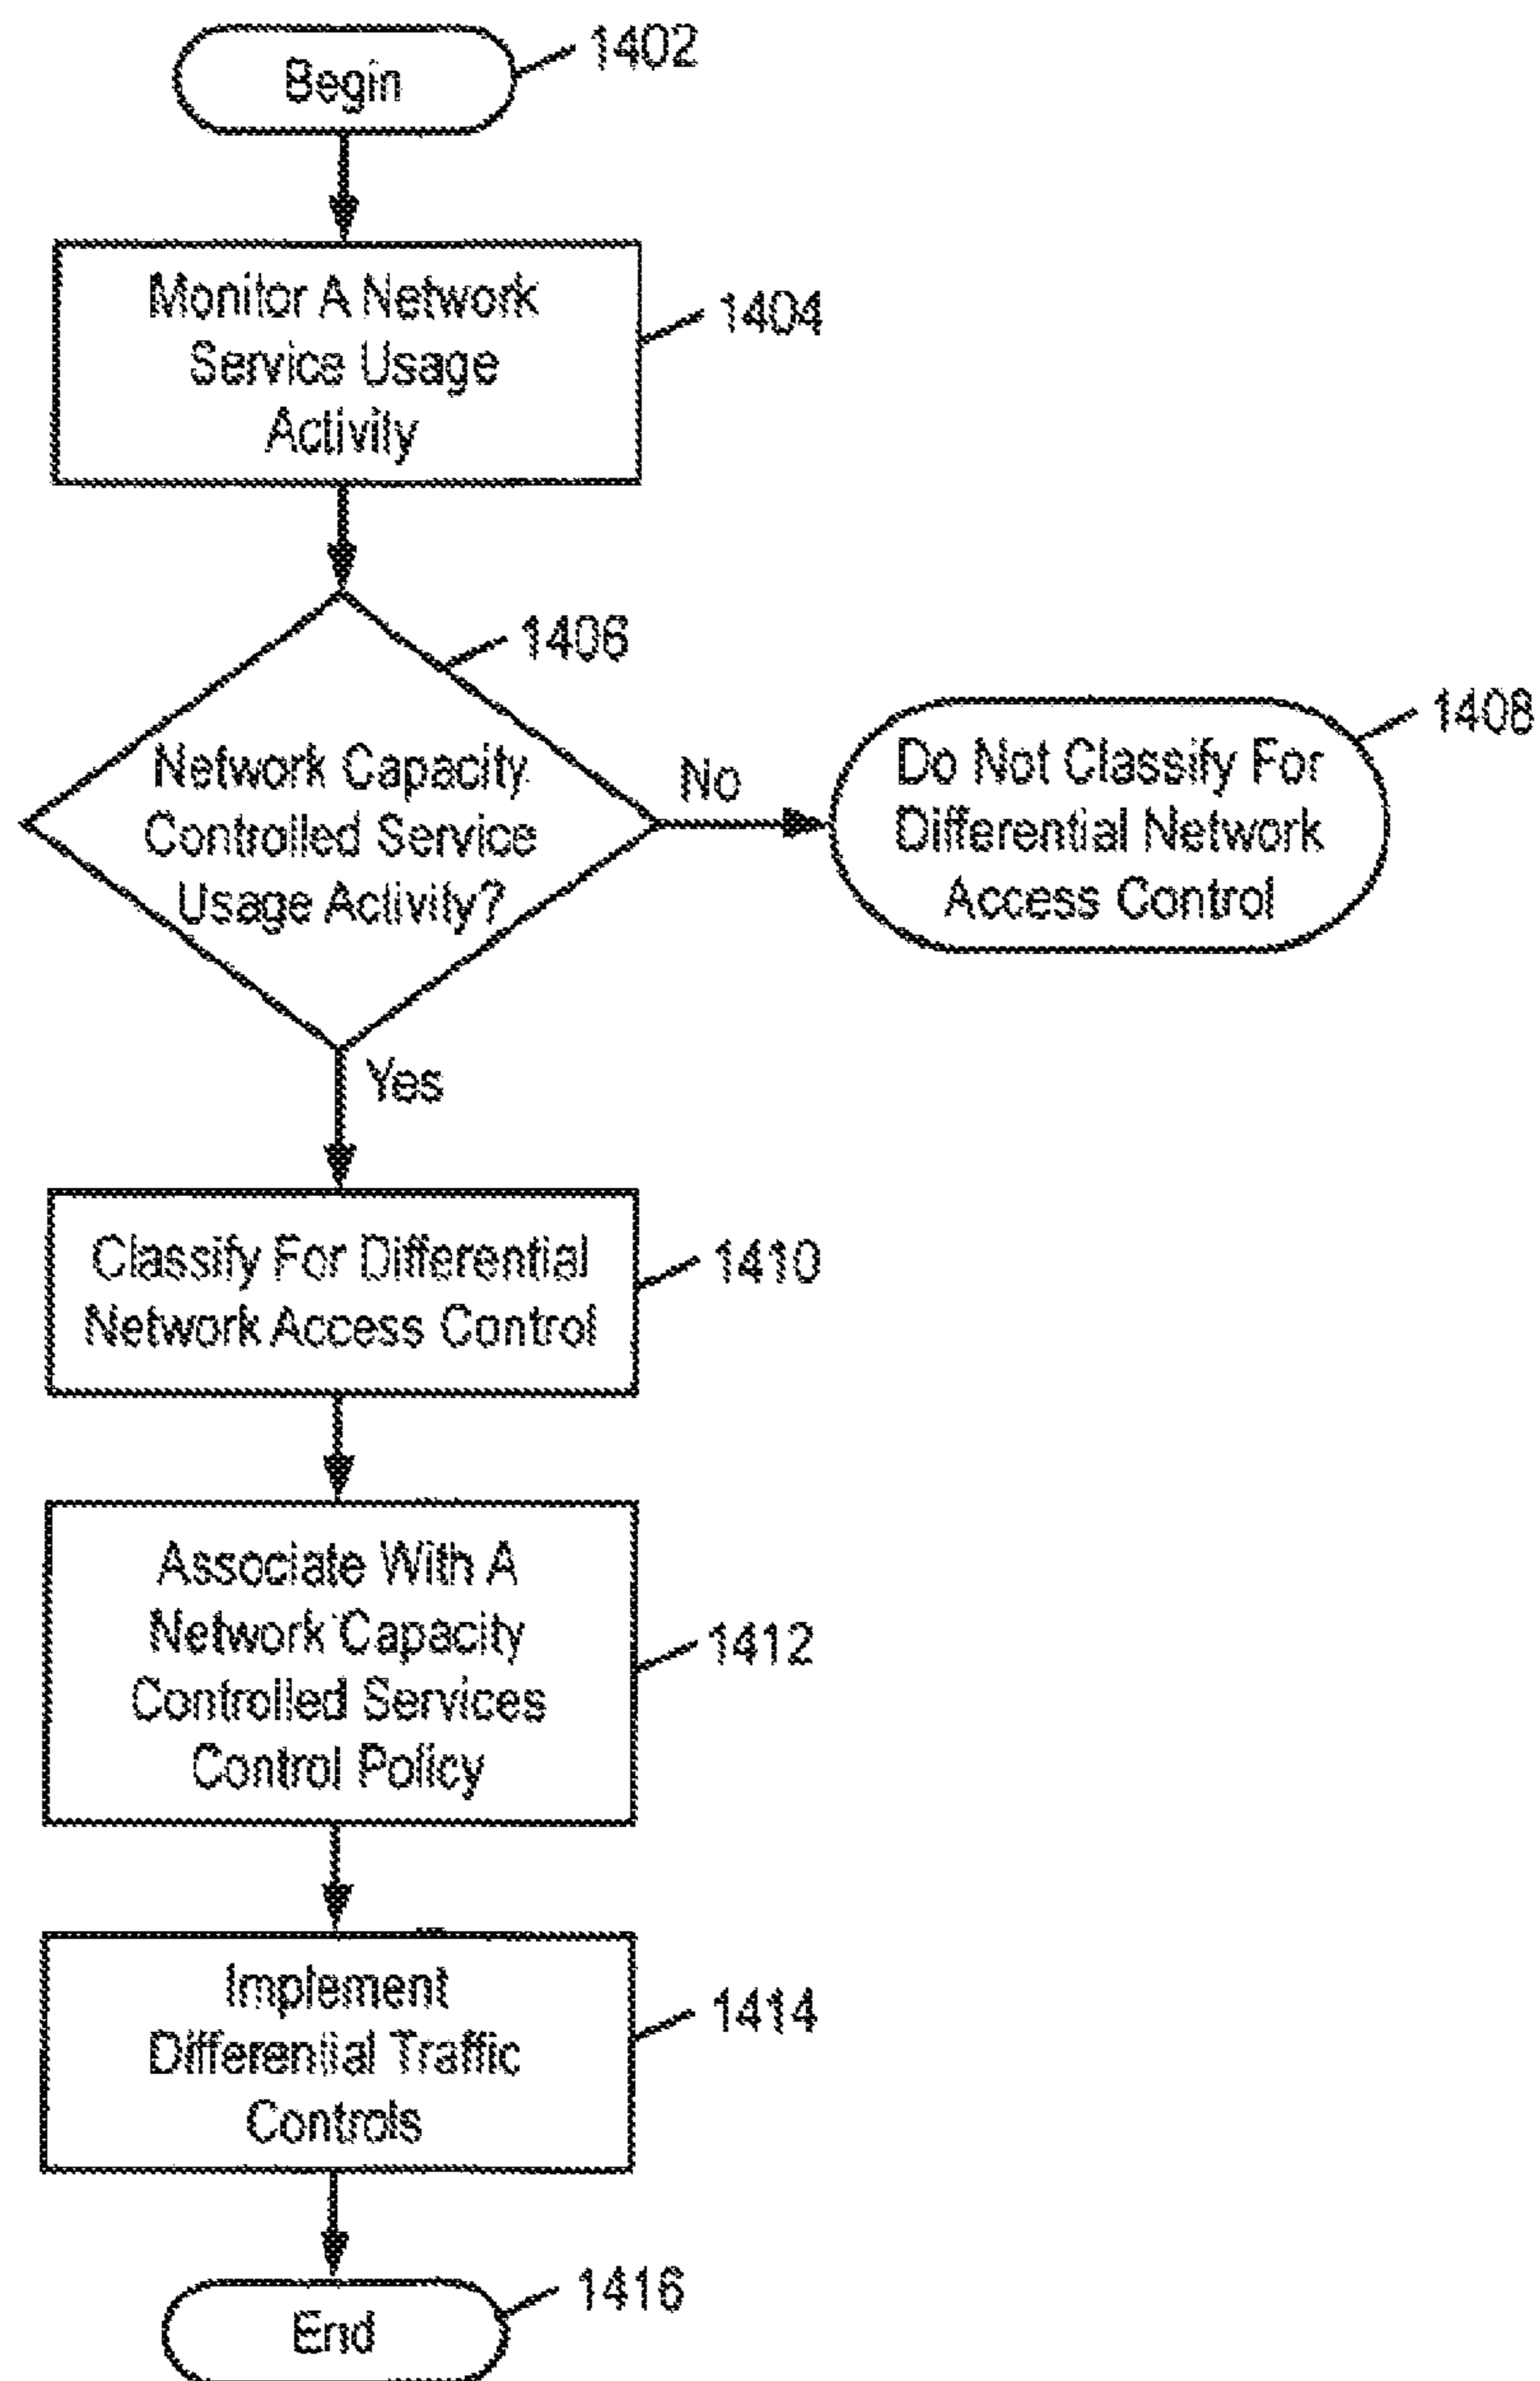 Begin
1402
Monitor A Network
Service Usage
Activity
1404
1406
Network Capacity
Controlled Service
Usage Activity?
No
Do Not Classify For
Differential Network
Access Control
1408
Yes
Classify For Differential
Network Access Control
1410
Associate With A
Network Capacity
Controlled Services
Control Policy
1412
Implement
Differential Traffic
Controls
1414
End
1416